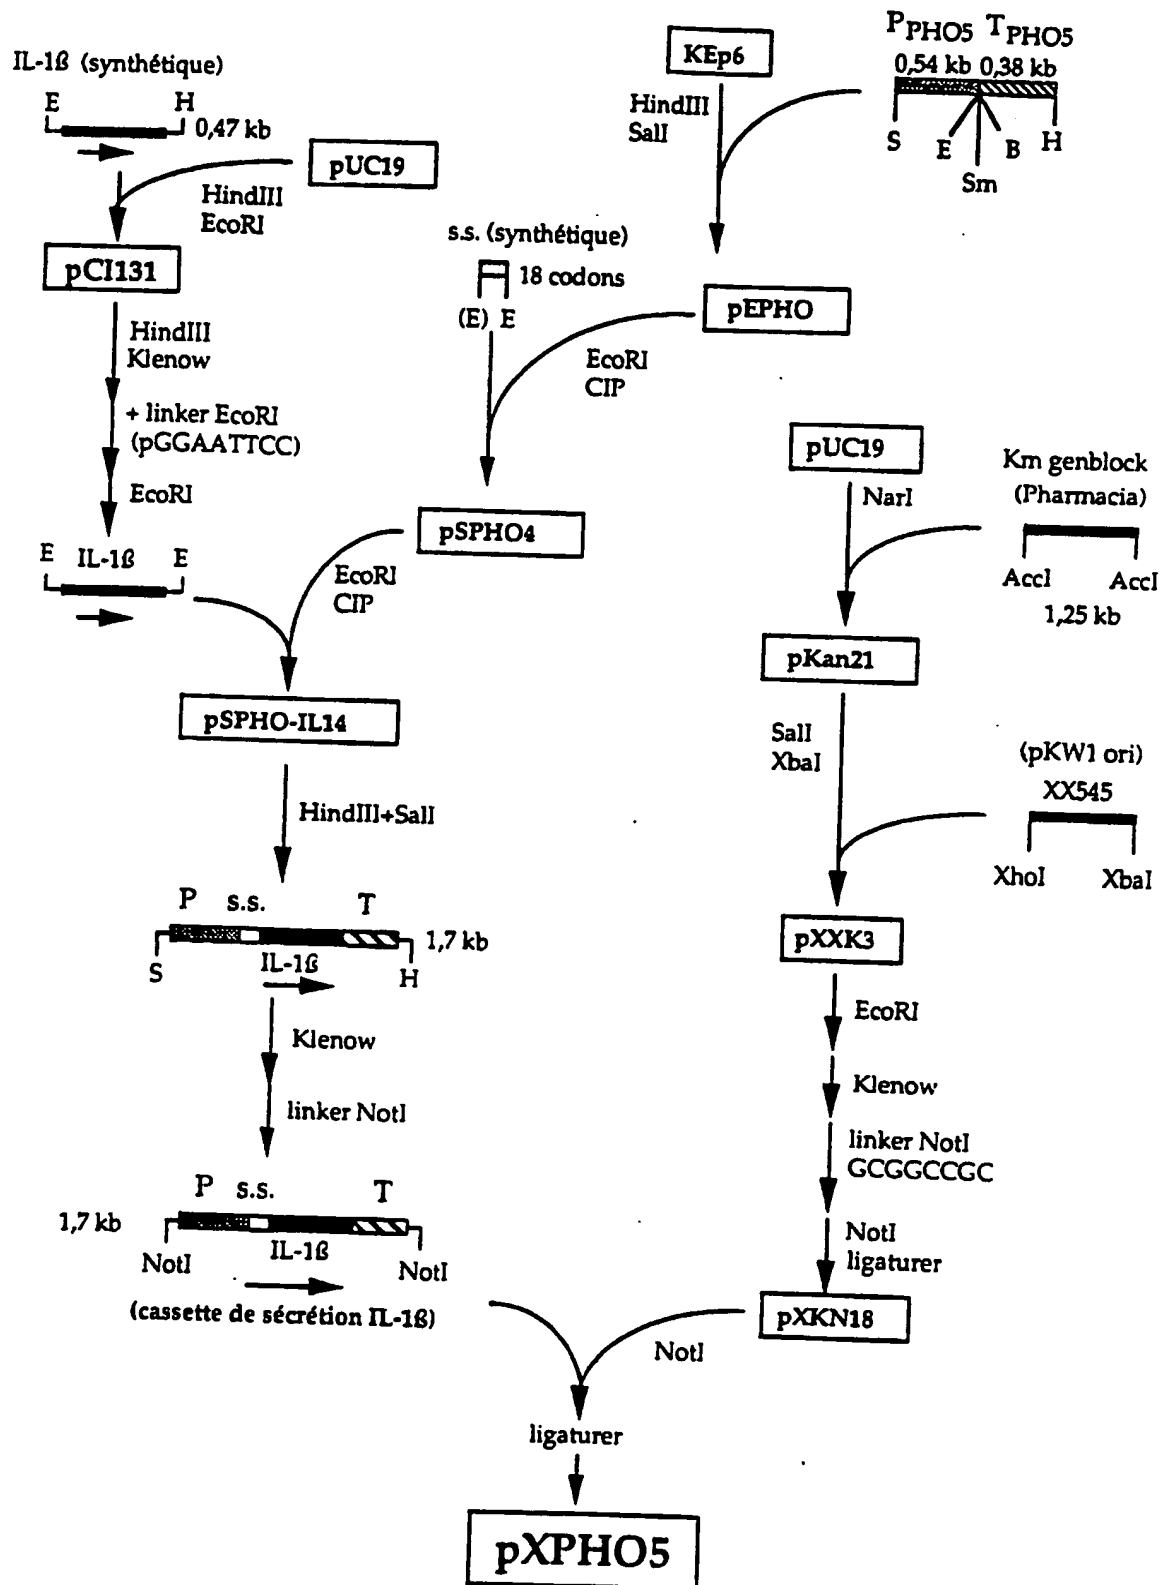 IL-1ß (synthétique)
E H
0,47 kb
pUC19
HindIII
EcoRI
pCI131
HindIII
Klenow
+ linker EcoRI
(pGGAATTCC)
EcoRI
E IL-1ß E
KEp6
HindIII
SalI
PPHO5 TPHO5
0,54 kb 0,38 kb
S E Sm B H
s.s. (synthétique)
18 codons
(E) E
pEPHO
EcoRI
CIP
pSPHO4
EcoRI
CIP
pSPHO-IL14
HindIII+SalI
P s.s. T
1,7 kb
S IL-1ß H
Klenow
linker NotI
P s.s. T
1,7 kb
NotI IL-1ß NotI
(cassette de sécrétion IL-1ß)
pUC19
NarI
Km genblock
(Pharmacia)
AccI AccI
1,25 kb
pKan21
SalI
XbaI
(pKW1 ori)
XX545
XhoI XbaI
pXXK3
EcoRI
Klenow
linker NotI
GCGGCCGC
NotI
ligaturer
pXKN18
NotI
ligaturer
pXPHO5